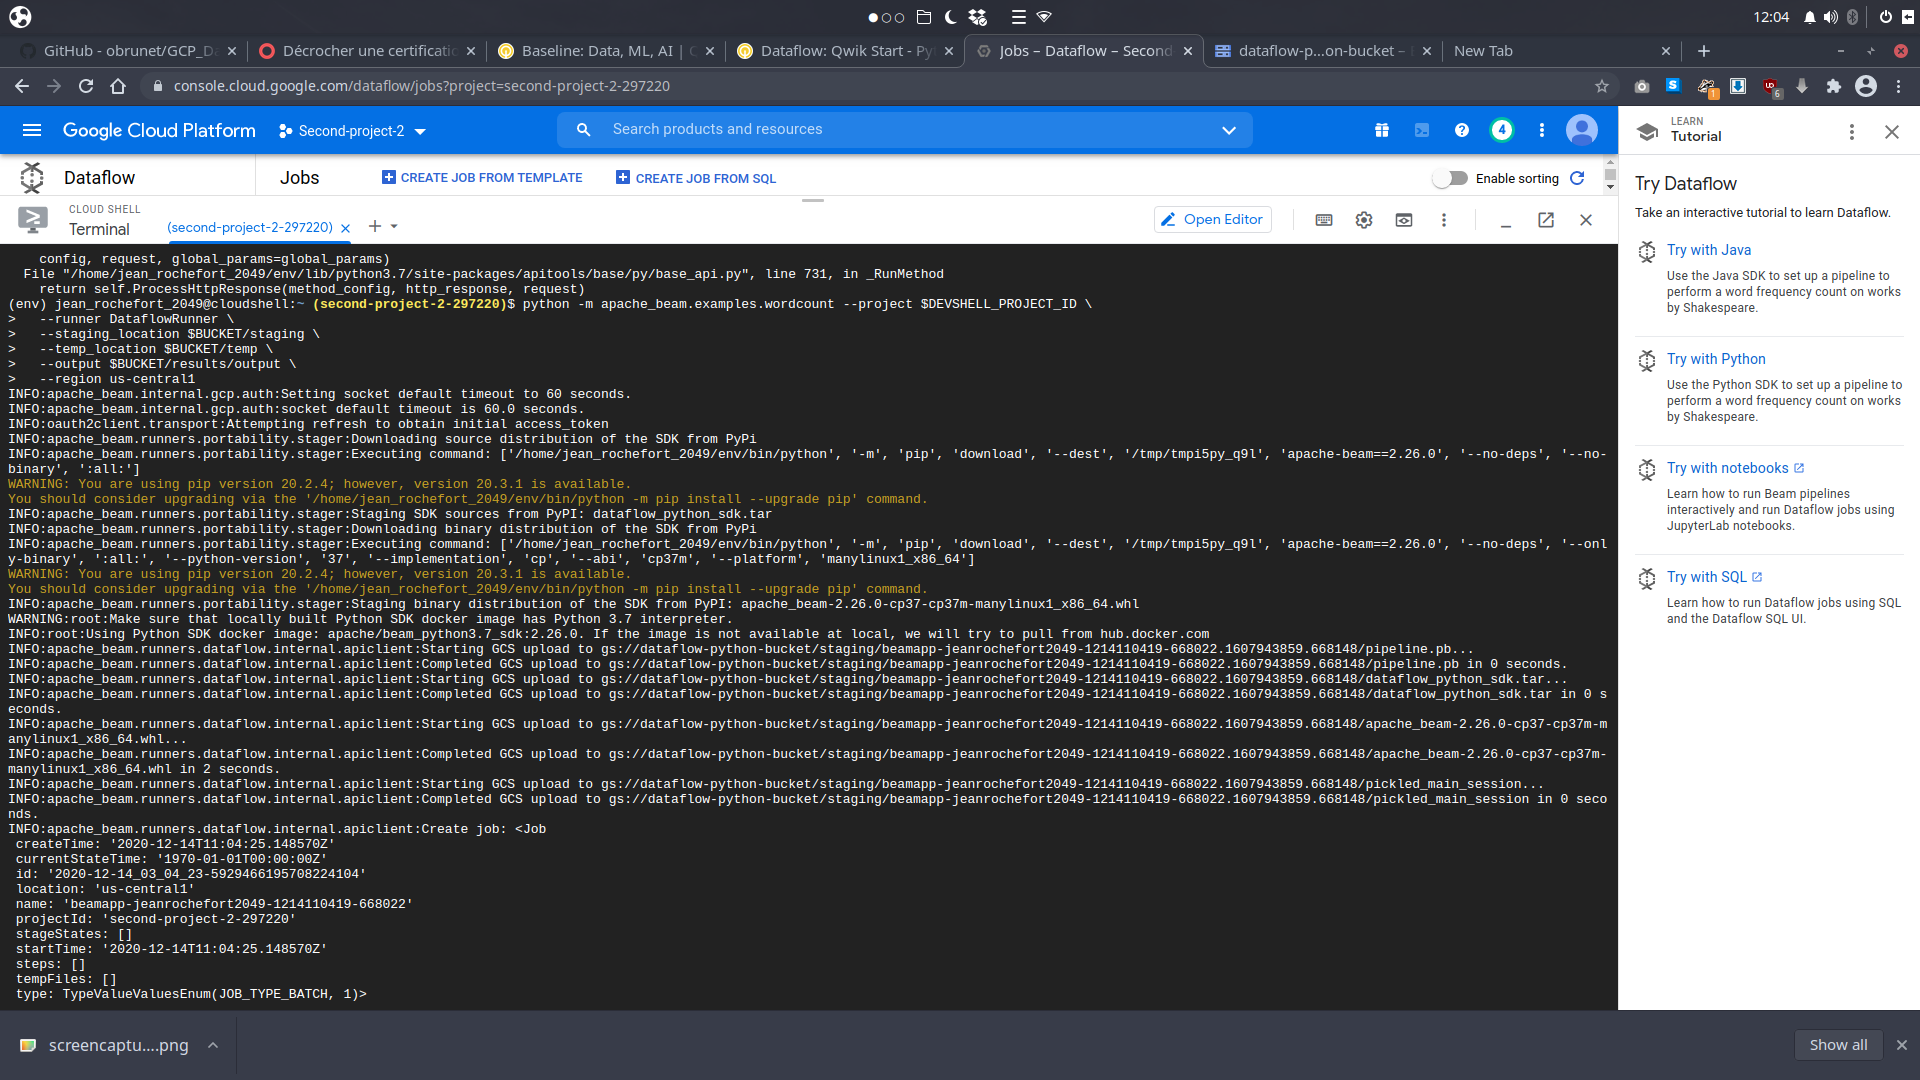 12:04
GitHub - obrunet/GCP_Da
Décrocher une certificatio
Baseline: Data, ML, AI | Q
Dataflow: Qwik Start - Pyt
Jobs – Dataflow – Second
dataflow-p...on-bucket –
New Tab
console.cloud.google.com/dataflow/jobs?project=second-project-2-297220
1
6
Google Cloud Platform
Second-project-2
Search products and resources
4
LEARN
Tutorial
Dataflow
Jobs
CREATE JOB FROM TEMPLATE
CREATE JOB FROM SQL
Enable sorting
CLOUD SHELL
Terminal
(second-project-2-297220)
Open Editor
config, request, global_params=global_params)
File "/home/jean_rochefort_2049/env/lib/python3.7/site-packages/apitools/base/py/base_api.py", line 731, in _RunMethod
return self.ProcessHttpResponse(method_config, http_response, request)
(env) jean_rochefort_2049@cloudshell:~ (second-project-2-297220)$ python -m apache_beam.examples.wordcount --project $DEVSHELL_PROJECT_ID \
>   --runner DataflowRunner \
>   --staging_location $BUCKET/staging \
>   --temp_location $BUCKET/temp \
>   --output $BUCKET/results/output \
>   --region us-central1
INFO:apache_beam.internal.gcp.auth:Setting socket default timeout to 60 seconds.
INFO:apache_beam.internal.gcp.auth:socket default timeout is 60.0 seconds.
INFO:oauth2client.transport:Attempting refresh to obtain initial access_token
INFO:apache_beam.runners.portability.stager:Downloading source distribution of the SDK from PyPi
INFO:apache_beam.runners.portability.stager:Executing command: ['/home/jean_rochefort_2049/env/bin/python', '-m', 'pip', 'download', '--dest', '/tmp/tmpi5py_q9l', 'apache-beam==2.26.0', '--no-deps', '--no-
binary', ':all:']
WARNING: You are using pip version 20.2.4; however, version 20.3.1 is available.
You should consider upgrading via the '/home/jean_rochefort_2049/env/bin/python -m pip install --upgrade pip' command.
INFO:apache_beam.runners.portability.stager:Staging SDK sources from PyPI: dataflow_python_sdk.tar
INFO:apache_beam.runners.portability.stager:Downloading binary distribution of the SDK from PyPi
INFO:apache_beam.runners.portability.stager:Executing command: ['/home/jean_rochefort_2049/env/bin/python', '-m', 'pip', 'download', '--dest', '/tmp/tmpi5py_q9l', 'apache-beam==2.26.0', '--no-deps', '--onl
y-binary', ':all:', '--python-version', '37', '--implementation', 'cp', '--abi', 'cp37m', '--platform', 'manylinux1_x86_64']
WARNING: You are using pip version 20.2.4; however, version 20.3.1 is available.
You should consider upgrading via the '/home/jean_rochefort_2049/env/bin/python -m pip install --upgrade pip' command.
INFO:apache_beam.runners.portability.stager:Staging binary distribution of the SDK from PyPI: apache_beam-2.26.0-cp37-cp37m-manylinux1_x86_64.whl
WARNING:root:Make sure that locally built Python SDK docker image has Python 3.7 interpreter.
INFO:root:Using Python SDK docker image: apache/beam_python3.7_sdk:2.26.0. If the image is not available at local, we will try to pull from hub.docker.com
INFO:apache_beam.runners.dataflow.internal.apiclient:Starting GCS upload to gs://dataflow-python-bucket/staging/beamapp-jeanrochefort2049-1214110419-668022.1607943859.668148/pipeline.pb...
INFO:apache_beam.runners.dataflow.internal.apiclient:Completed GCS upload to gs://dataflow-python-bucket/staging/beamapp-jeanrochefort2049-1214110419-668022.1607943859.668148/pipeline.pb in 0 seconds.
INFO:apache_beam.runners.dataflow.internal.apiclient:Starting GCS upload to gs://dataflow-python-bucket/staging/beamapp-jeanrochefort2049-1214110419-668022.1607943859.668148/dataflow_python_sdk.tar...
INFO:apache_beam.runners.dataflow.internal.apiclient:Completed GCS upload to gs://dataflow-python-bucket/staging/beamapp-jeanrochefort2049-1214110419-668022.1607943859.668148/dataflow_python_sdk.tar in 0 s
econds.
INFO:apache_beam.runners.dataflow.internal.apiclient:Starting GCS upload to gs://dataflow-python-bucket/staging/beamapp-jeanrochefort2049-1214110419-668022.1607943859.668148/apache_beam-2.26.0-cp37-cp37m-m
anylinux1_x86_64.whl...
INFO:apache_beam.runners.dataflow.internal.apiclient:Completed GCS upload to gs://dataflow-python-bucket/staging/beamapp-jeanrochefort2049-1214110419-668022.1607943859.668148/apache_beam-2.26.0-cp37-cp37m-
manylinux1_x86_64.whl in 2 seconds.
INFO:apache_beam.runners.dataflow.internal.apiclient:Starting GCS upload to gs://dataflow-python-bucket/staging/beamapp-jeanrochefort2049-1214110419-668022.1607943859.668148/pickled_main_session...
INFO:apache_beam.runners.dataflow.internal.apiclient:Completed GCS upload to gs://dataflow-python-bucket/staging/beamapp-jeanrochefort2049-1214110419-668022.1607943859.668148/pickled_main_session in 0 seco
nds.
INFO:apache_beam.runners.dataflow.internal.apiclient:Create job: <Job
createTime: '2020-12-14T11:04:25.148570Z'
currentStateTime: '1970-01-01T00:00:00Z'
id: '2020-12-14_03_04_23-5929466195708224104'
location: 'us-central1'
name: 'beamapp-jeanrochefort2049-1214110419-668022'
projectId: 'second-project-2-297220'
stageStates: []
startTime: '2020-12-14T11:04:25.148570Z'
steps: []
tempFiles: []
type: TypeValueValuesEnum(JOB_TYPE_BATCH, 1)>
Try Dataflow
Take an interactive tutorial to learn Dataflow.
Try with Java
Use the Java SDK to set up a pipeline to
perform a word frequency count on works
by Shakespeare.
Try with Python
Use the Python SDK to set up a pipeline to
perform a word frequency count on works
by Shakespeare.
Try with notebooks
Learn how to run Beam pipelines
interactively and run Dataflow jobs using
JupyterLab notebooks.
Try with SQL
Learn how to run Dataflow jobs using SQL
and the Dataflow SQL UI.
screencaptu....png
Show all